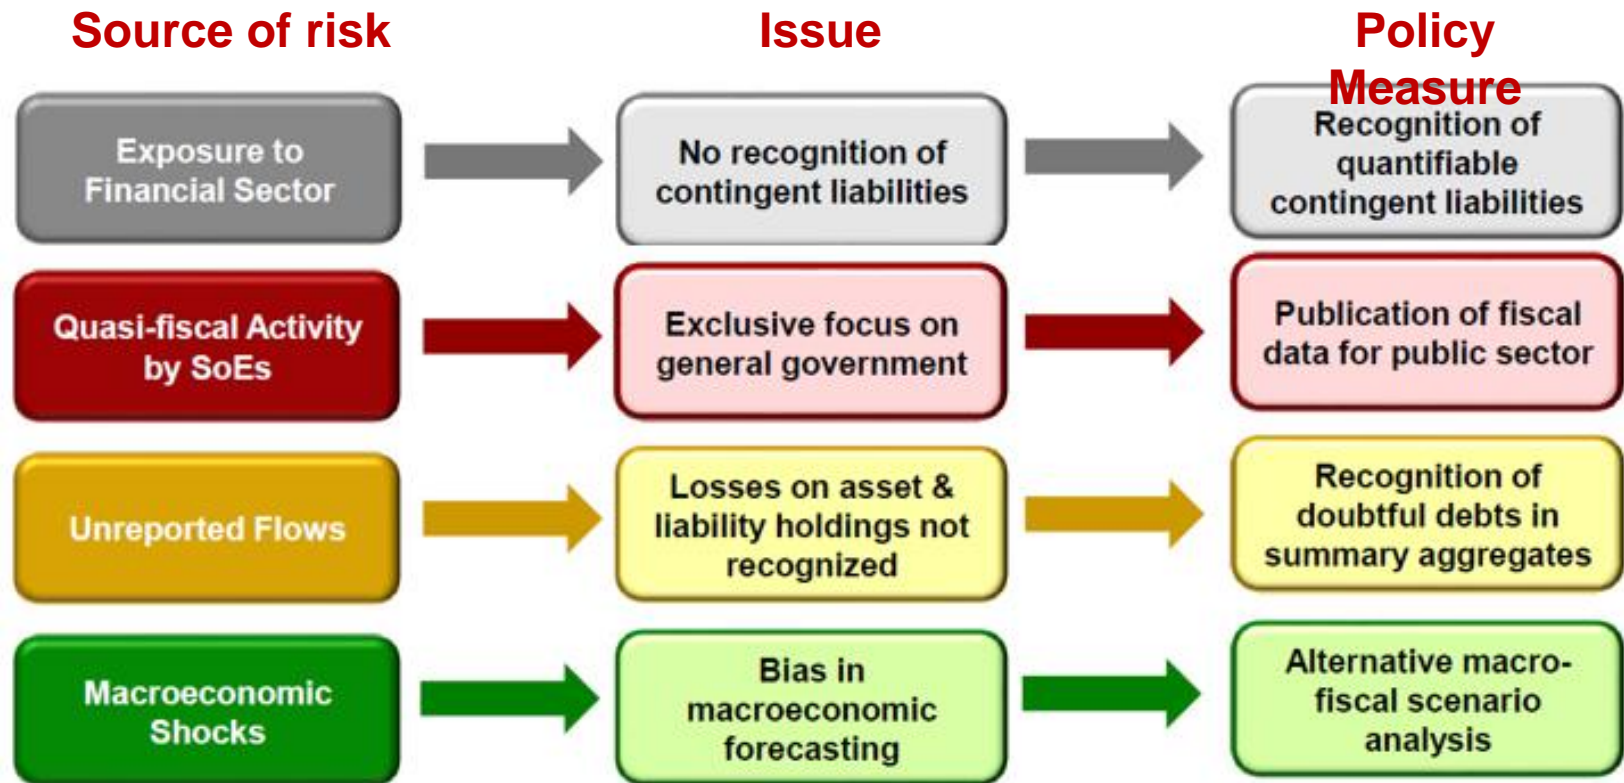 Source of risk
Issue
Policy
Measure
Exposure to
Financial Sector
No recognition of
contingent liabilities
Recognition of
quantifiable
contingent liabilities
Quasi-fiscal Activity
by SoEs
Exclusive focus on
general government
Publication of fiscal
data for public sector
Unreported Flows
Losses on asset &
liability holdings not
recognized
Recognition of
doubtful debts in
summary aggregates
Macroeconomic
Shocks
Bias in
macroeconomic
forecasting
Alternative macro-
fiscal scenario
analysis